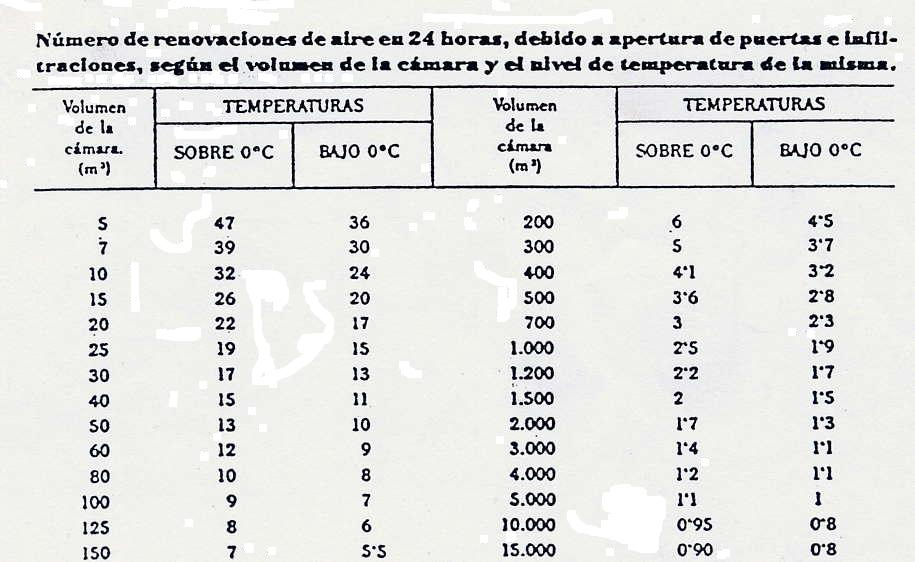 Número de renovaciones de aire en 24 horas, debido a apertura de puertas e infil-
traciones, según el volumen de la cámara y el nivel de temperatura de la misma.
Volumen de la cámara. (m³) TEMPERATURAS Volumen de la cámara (m³) TEMPERATURAS
SOBRE 0°C BAJO 0°C SOBRE 0°C BAJO 0°C
5 47 36 200 6 4'5
7 39 30 300 5 3'7
10 32 24 400 4'1 3'2
15 26 20 500 3'6 2'8
20 22 17 700 3 2'3
25 19 15 1.000 2'5 1'9
30 17 13 1.200 2'2 1'7
40 15 11 1.500 2 1'5
50 13 10 2.000 1'7 1'3
60 12 9 3.000 1'4 1'1
80 10 8 4.000 1'2 1'1
100 9 7 5.000 1'1 1
125 8 6 10.000 0'95 0'8
150 7 5'5 15.000 0'90 0'8